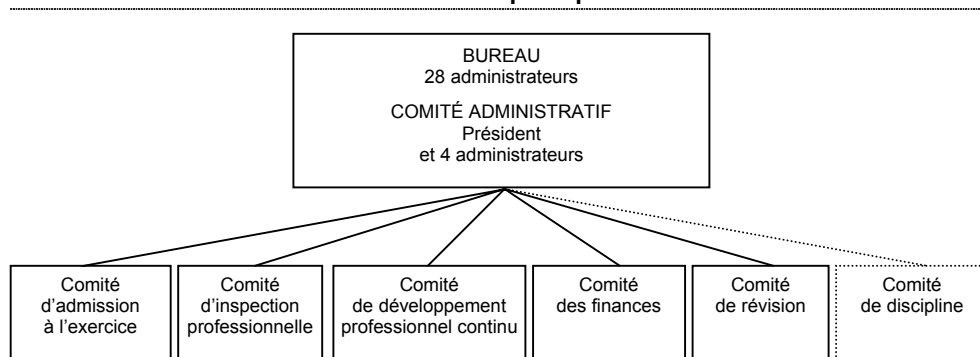 BUREAU
28 administrateurs
COMITÉ ADMINISTRATIF
Président
et 4 administrateurs
Comité
d'admission
à l'exercice
Comité
d'inspection
professionnelle
Comité
de développement
professionnel continu
Comité
des finances
Comité
de révision
Comité
de discipline